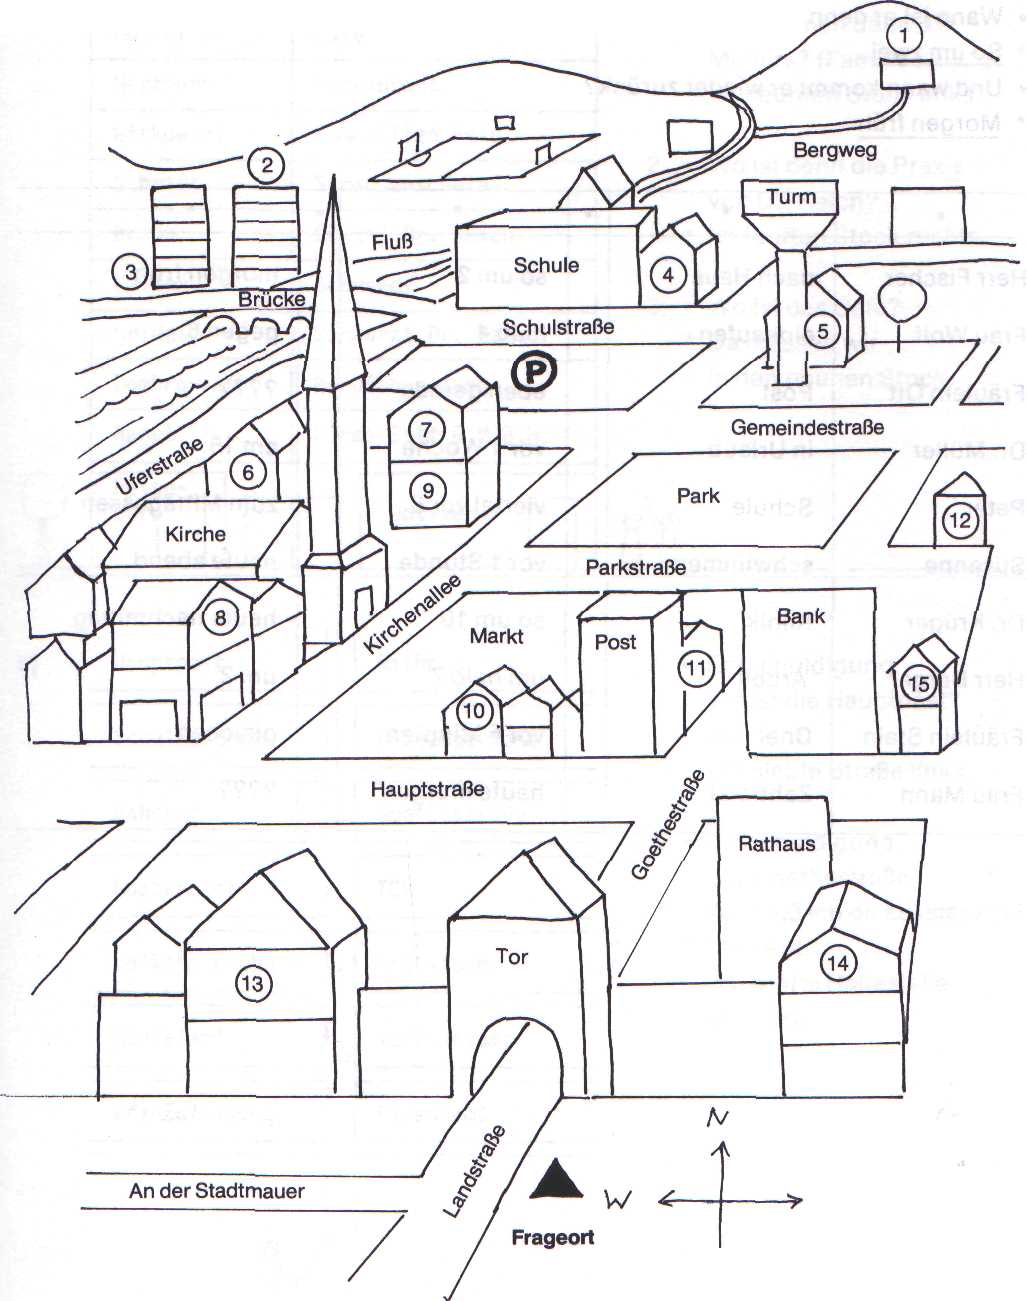 1
Bergweg
2
Turm
3
Fluß
Schule
4
Brücke
Schulstraße
5
P
7
Gemeindestraße
Uferstraße
6
9
Park
12
Kirche
Parkstraße
8
Kirchenallee
Markt
Post
Bank
11
15
10
Hauptstraße
Goethestraße
Rathaus
Tor
13
14
N
Landstraße
An der Stadtmauer
W
Frageort